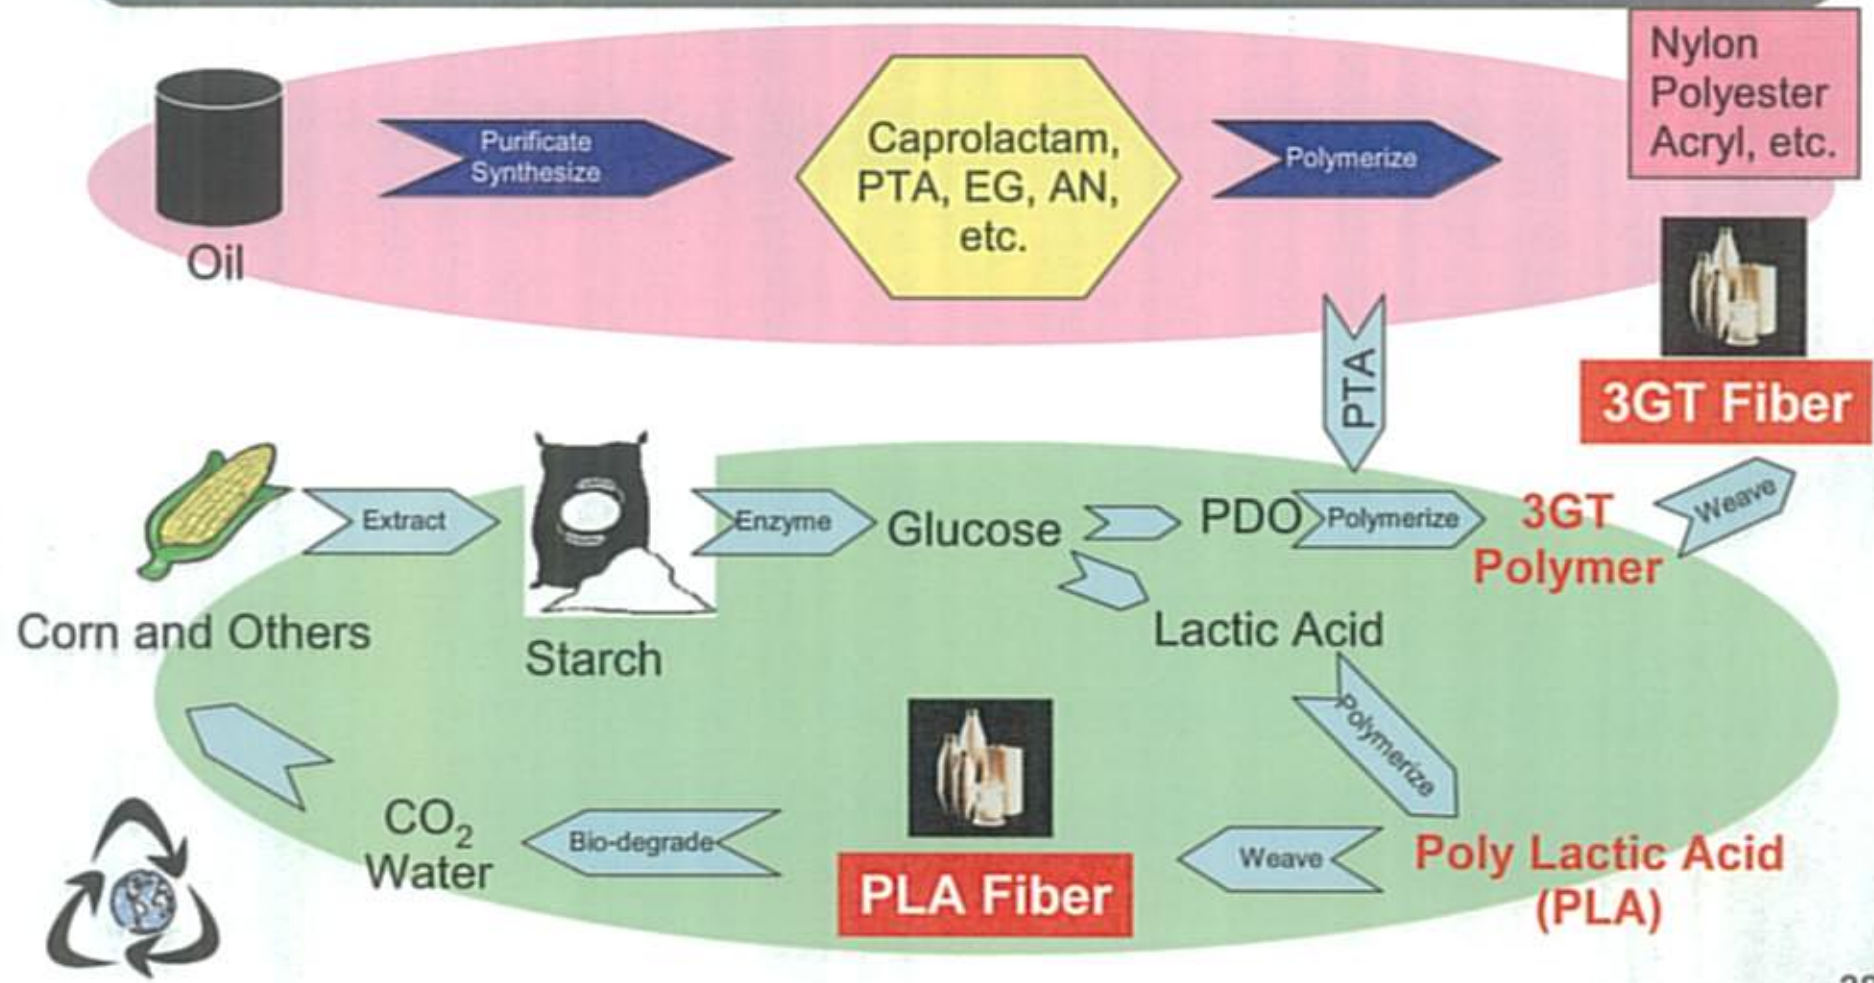 Nylon
Polyester
Acryl, etc.
Purificate
Synthesize
Caprolactam,
PTA, EG, AN,
etc.
Polymerize
Oil
PTA
3GT Fiber
Extract
Enzyme
Glucose
PDO
Polymerize
3GT
Polymer
Weave
Corn and Others
Starch
Lactic Acid
Polymerize
CO₂
Water
Bio-degrade
PLA Fiber
Weave
Poly Lactic Acid
(PLA)